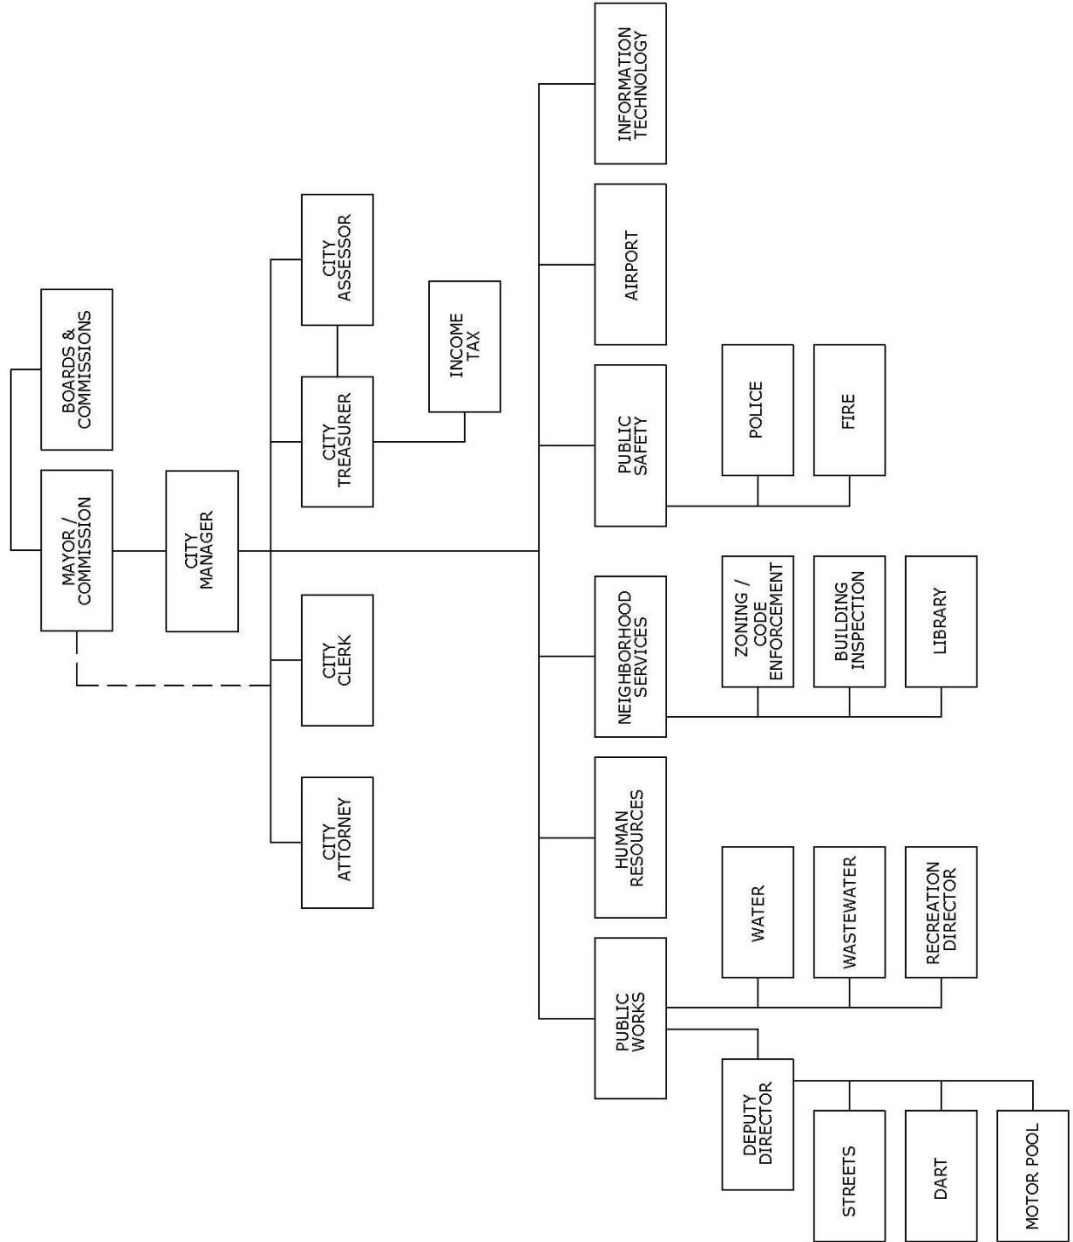 BOARDS &
COMMISSIONS
MAYOR /
COMMISSION
CITY
MANAGER
CITY
ATTORNEY
CITY
CLERK
CITY
TREASURER
CITY
ASSESSOR
INCOME
TAX
PUBLIC
WORKS
HUMAN
RESOURCES
NEIGHBORHOOD
SERVICES
PUBLIC
SAFETY
AIRPORT
INFORMATION
TECHNOLOGY
DEPUTY
DIRECTOR
STREETS
DART
MOTOR POOL
WATER
WASTEWATER
RECREATION
DIRECTOR
ZONING /
CODE
ENFORCEMENT
BUILDING
INSPECTION
LIBRARY
POLICE
FIRE